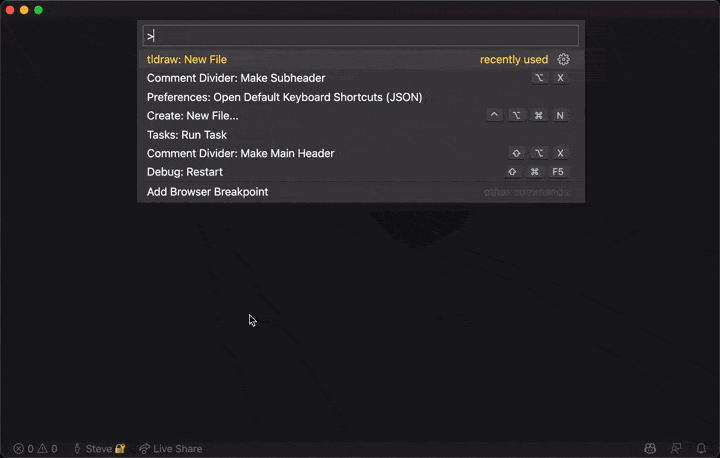 >
tldraw: New File recently used
Comment Divider: Make Subheader ⌥ X
Preferences: Open Default Keyboard Shortcuts (JSON)
Create: New File... ^ ⌥ ⌘ N
Tasks: Run Task
Comment Divider: Make Main Header ⇧ ⌥ X
Debug: Restart ⇧ ⌘ F5
Add Browser Breakpoint other commands
0 0 Steve🔐 Live Share